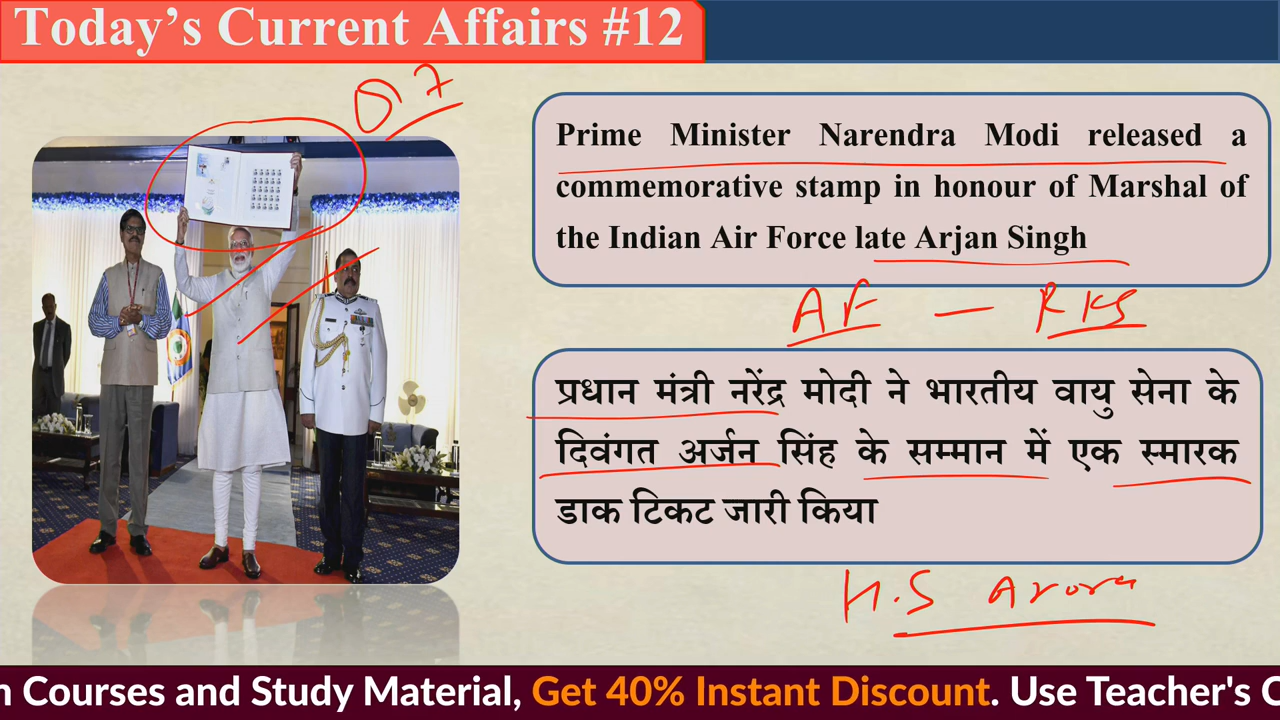 Today's Current Affairs #12
Prime Minister Narendra Modi released a
commemorative stamp in honour of Marshal of
the Indian Air Force late Arjan Singh
AF — RKS
प्रधान मंत्री नरेंद्र मोदी ने भारतीय वायु सेना के
दिवंगत अर्जन सिंह के सम्मान में एक स्मारक
डाक टिकट जारी किया
H.S Arora
n Courses and Study Material, Get 40% Instant Discount. Use Teacher's C